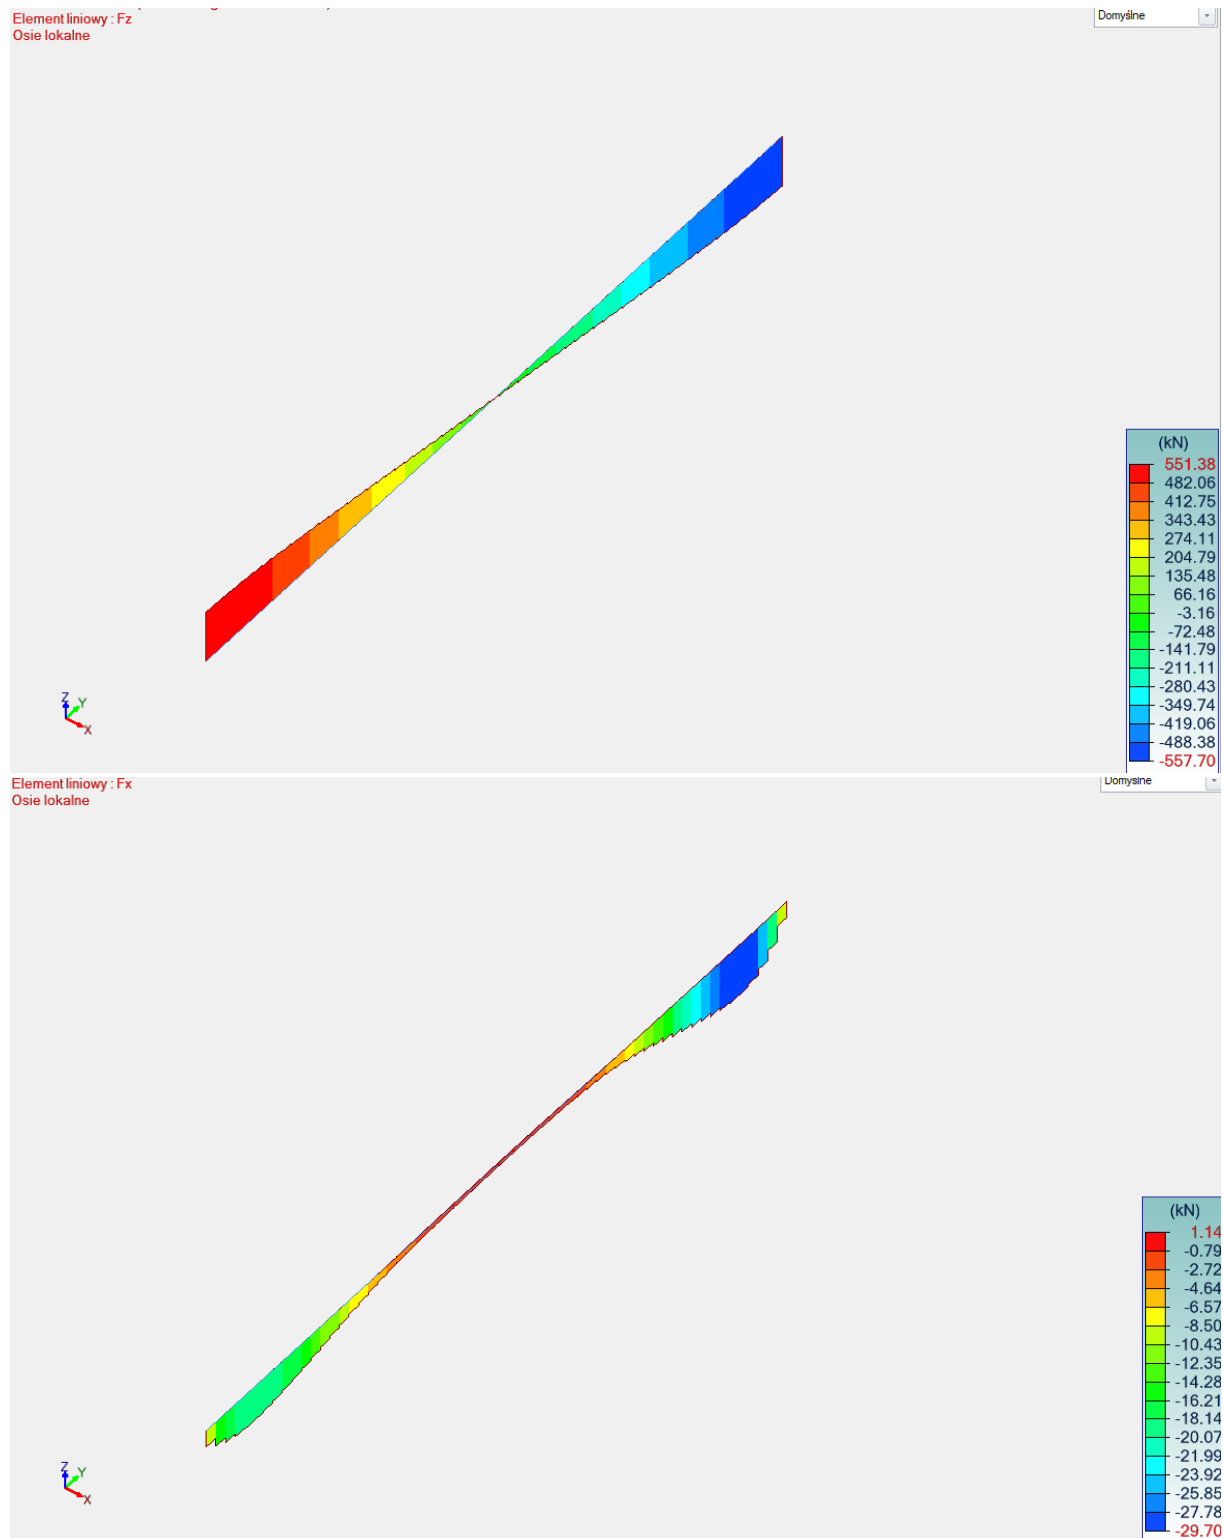 Element liniowy : Fz
Osie lokalne
Domyślne
(kN)
551.38
482.06
412.75
343.43
274.11
204.79
135.48
66.16
-3.16
-72.48
-141.79
-211.11
-280.43
-349.74
-419.06
-488.38
-557.70
Z
Y
X
Element liniowy : Fx
Osie lokalne
Domyślne
(kN)
1.14
-0.79
-2.72
-4.64
-6.57
-8.50
-10.43
-12.35
-14.28
-16.21
-18.14
-20.07
-21.99
-23.92
-25.85
-27.78
-29.70
Z
Y
X